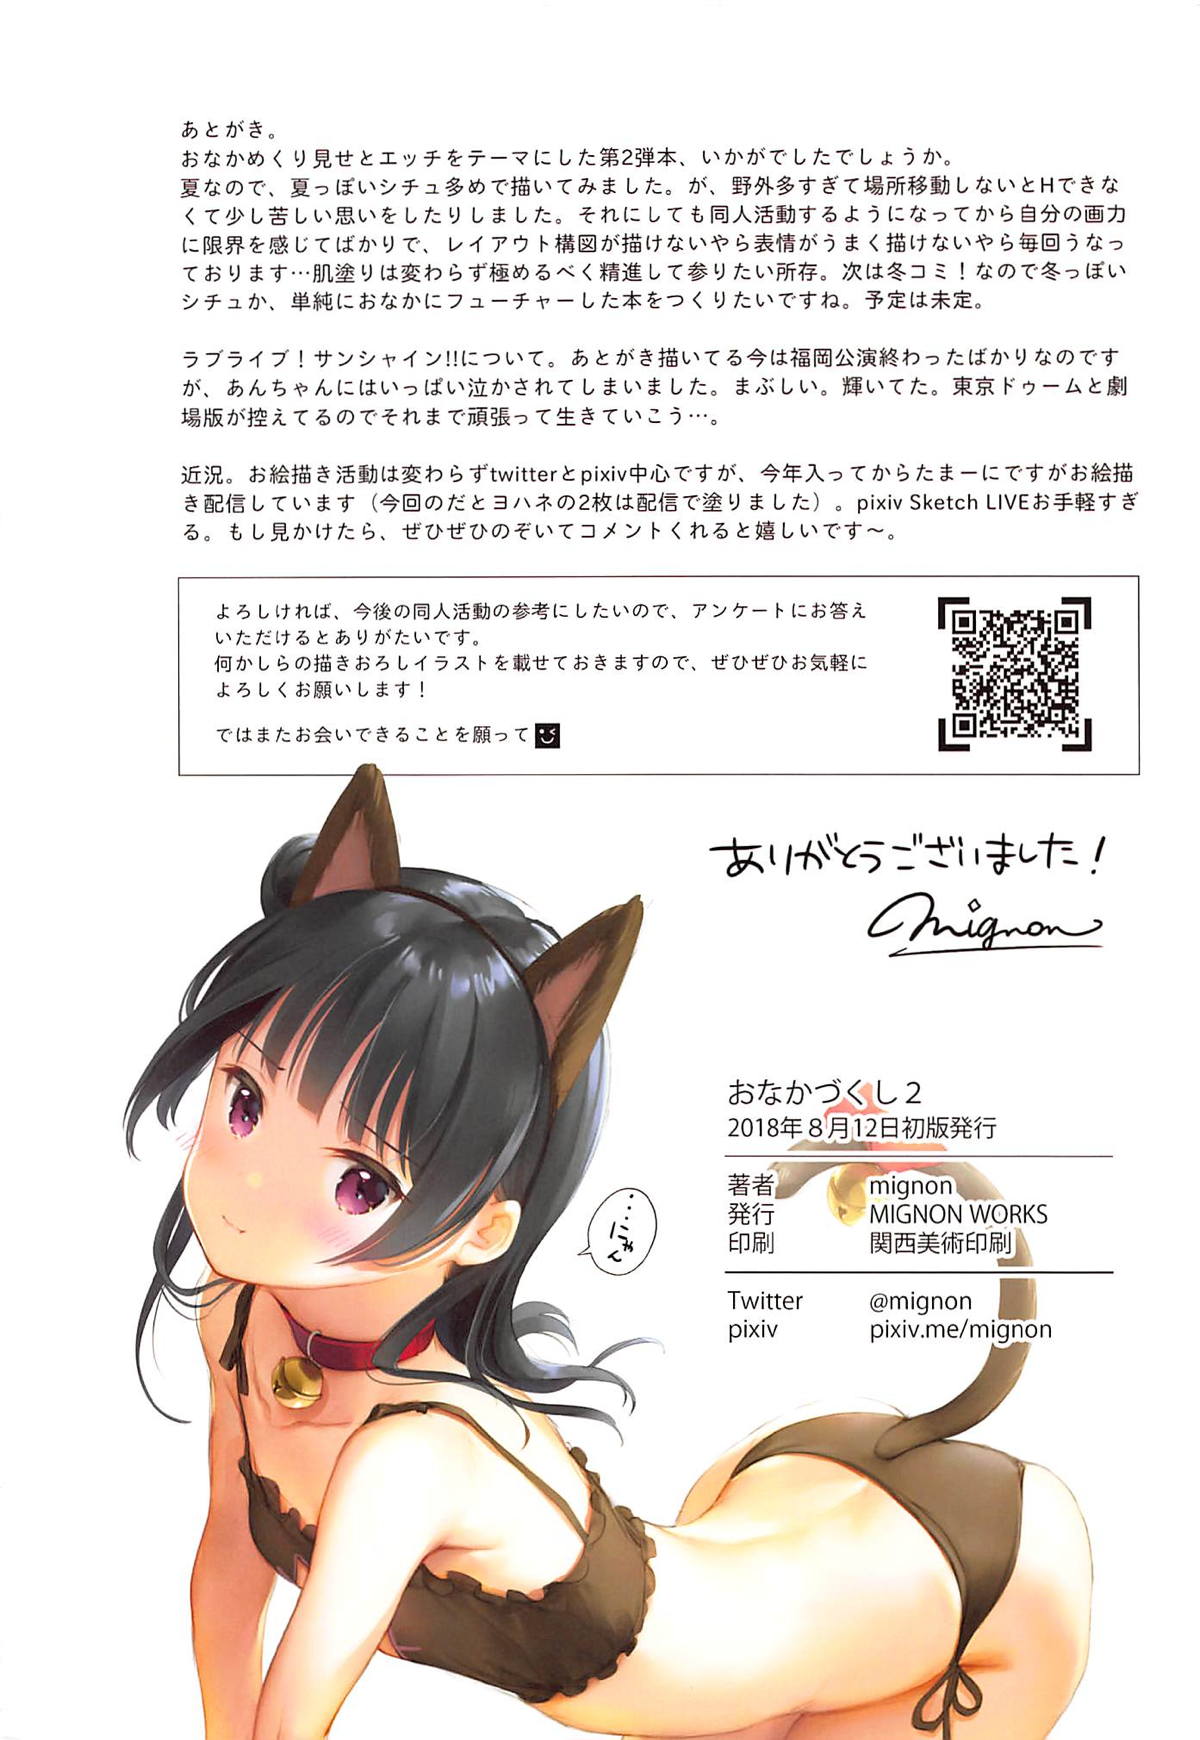 あとがき。
おなかめくり見せとエッチをテーマにした第2弾本、いかがでしたでしょうか。
夏なので、夏っぽいシチュ多めで描いてみました。が、野外多すぎて場所移動しないとHできな
くて少し苦しい思いをしたりしました。それにしても同人活動するようになってから自分の画力
に限界を感じてばかりで、レイアウト構図が描けないやら表情がうまく描けないやら毎回うなっ
ております…肌塗りは変わらず極めるべく精進して参りたい所存。次は冬コミ！なので冬っぽい
シチュか、単純におなかにフューチャーした本をつくりたいですね。予定は未定。
ラブライブ！サンシャイン!!について。あとがき描いてる今は福岡公演終わったばかりなのです
が、あんちゃんにはいっぱい泣かされてしまいました。まぶしい。輝いてた。東京ドゥームと劇
場版が控えてるのでそれまで頑張って生きていこう…。
近況。お絵描き活動は変わらずtwitterとpixiv中心ですが、今年入ってからたまーにですがお絵描
き配信しています（今回のだとヨハネの2枚は配信で塗りました）。pixiv Sketch LIVEお手軽すぎ
る。もし見かけたら、ぜひぜひのぞいてコメントくれると嬉しいです〜。
よろしければ、今後の同人活動の参考にしたいので、アンケートにお答え
いただけるとありがたいです。
何かしらの描きおろしイラストを載せておきますので、ぜひぜひお気軽に
よろしくお願いします！
ではまたお会いできることを願って
ありがとうございました！
mignon
おなかづくし２
2018年８月12日初版発行
著者 mignon
発行 MIGNON WORKS
印刷 関西美術印刷
Twitter @mignon
pixiv pixiv.me/mignon
…にゃん